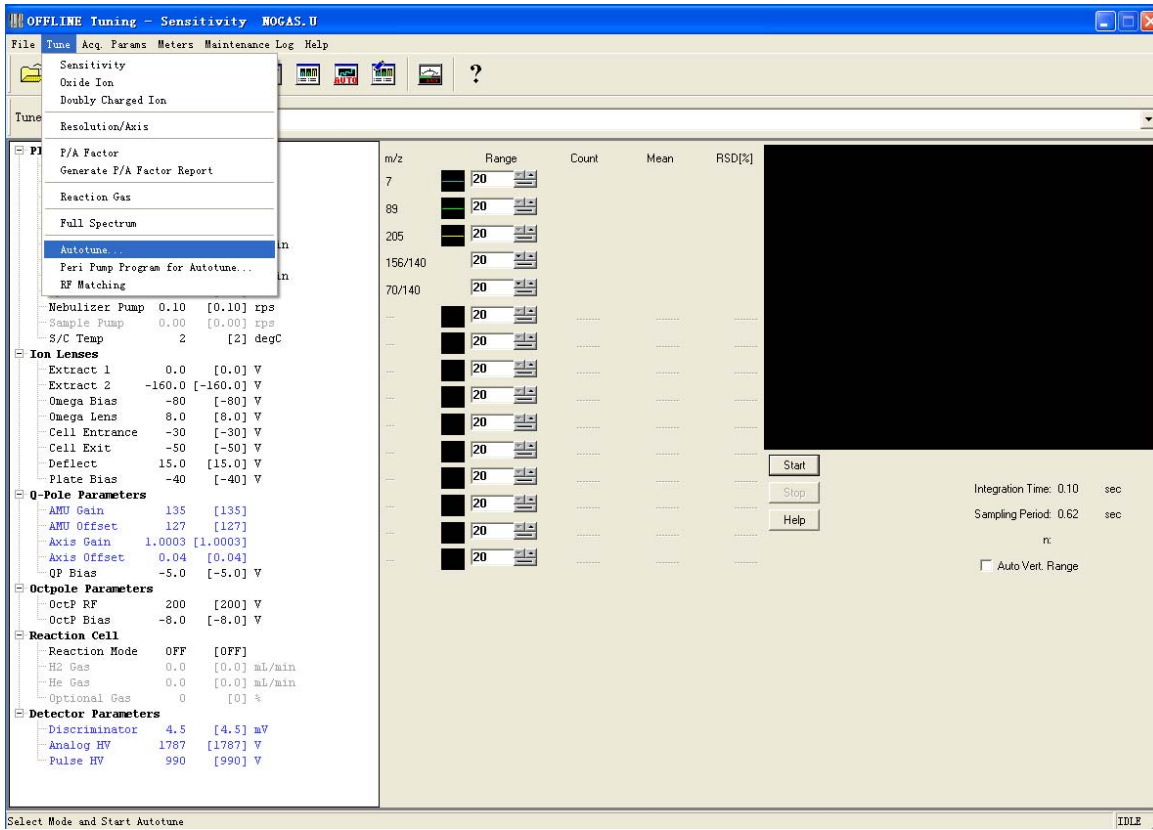 OFFLINE Tuning - Sensitivity NOGAS.U
File Tune Acq. Params Meters Maintenance Log Help
Sensitivity
Oxide Ion
Doubly Charged Ion
Resolution/Axis
P/A Factor
Generate P/A Factor Report
Reaction Gas
Full Spectrum
Autotune...
Peri Pump Program for Autotune...
RF Matching
AUTO
?
Tune
Pl
in
in
Nebulizer Pump 0.10 [0.10] rps
Sample Pump 0.00 [0.00] rps
S/C Temp 2 [2] degC
Ion Lenses
Extract 1 0.0 [0.0] V
Extract 2 -160.0 [-160.0] V
Omega Bias -80 [-80] V
Omega Lens 8.0 [8.0] V
Cell Entrance -30 [-30] V
Cell Exit -50 [-50] V
Deflect 15.0 [15.0] V
Plate Bias -40 [-40] V
Q-Pole Parameters
AMU Gain 135 [135]
AMU Offset 127 [127]
Axis Gain 1.0003 [1.0003]
Axis Offset 0.04 [0.04]
QP Bias -5.0 [-5.0] V
Octpole Parameters
OctP RF 200 [200] V
OctP Bias -8.0 [-8.0] V
Reaction Cell
Reaction Mode OFF [OFF]
H2 Gas 0.0 [0.0] mL/min
He Gas 0.0 [0.0] mL/min
Optional Gas 0 [0] %
Detector Parameters
Discriminator 4.5 [4.5] mV
Analog HV 1787 [1787] V
Pulse HV 990 [990] V
m/z Range Count Mean RSD[%]
7 20
89 20
205 20
156/140 20
70/140 20
--- 20 -------- -------- --------
--- 20 -------- -------- --------
--- 20 -------- -------- --------
--- 20 -------- -------- --------
--- 20 -------- -------- --------
--- 20 -------- -------- --------
--- 20 -------- -------- --------
--- 20 -------- -------- --------
--- 20 -------- -------- --------
--- 20 -------- -------- --------
Start
Stop
Help
Integration Time: 0.10 sec
Sampling Period: 0.62 sec
n:
Auto Vert. Range
Select Mode and Start Autotune IDLE